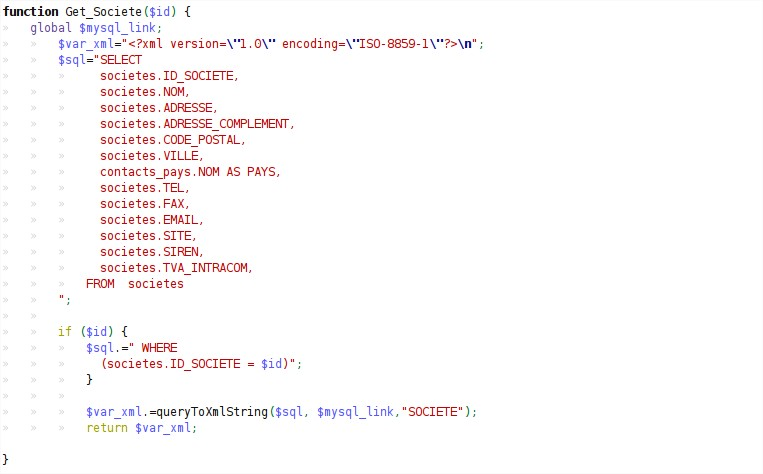 function Get_Societe($id) {
global $mysql_link;
$var_xml="<?xml version=\"1.0\" encoding=\"ISO-8859-1\"?>\n";
$sql="SELECT
societes.ID_SOCIETE,
societes.NOM,
societes.ADRESSE,
societes.ADRESSE_COMPLEMENT,
societes.CODE_POSTAL,
societes.VILLE,
contacts_pays.NOM AS PAYS,
societes.TEL,
societes.FAX,
societes.EMAIL,
societes.SITE,
societes.SIREN,
societes.TVA_INTRACOM,
FROM  societes
";
if ($id) {
$sql.=" WHERE
(societes.ID_SOCIETE = $id)";
}
$var_xml.=queryToXmlString($sql, $mysql_link,"SOCIETE");
return $var_xml;
}